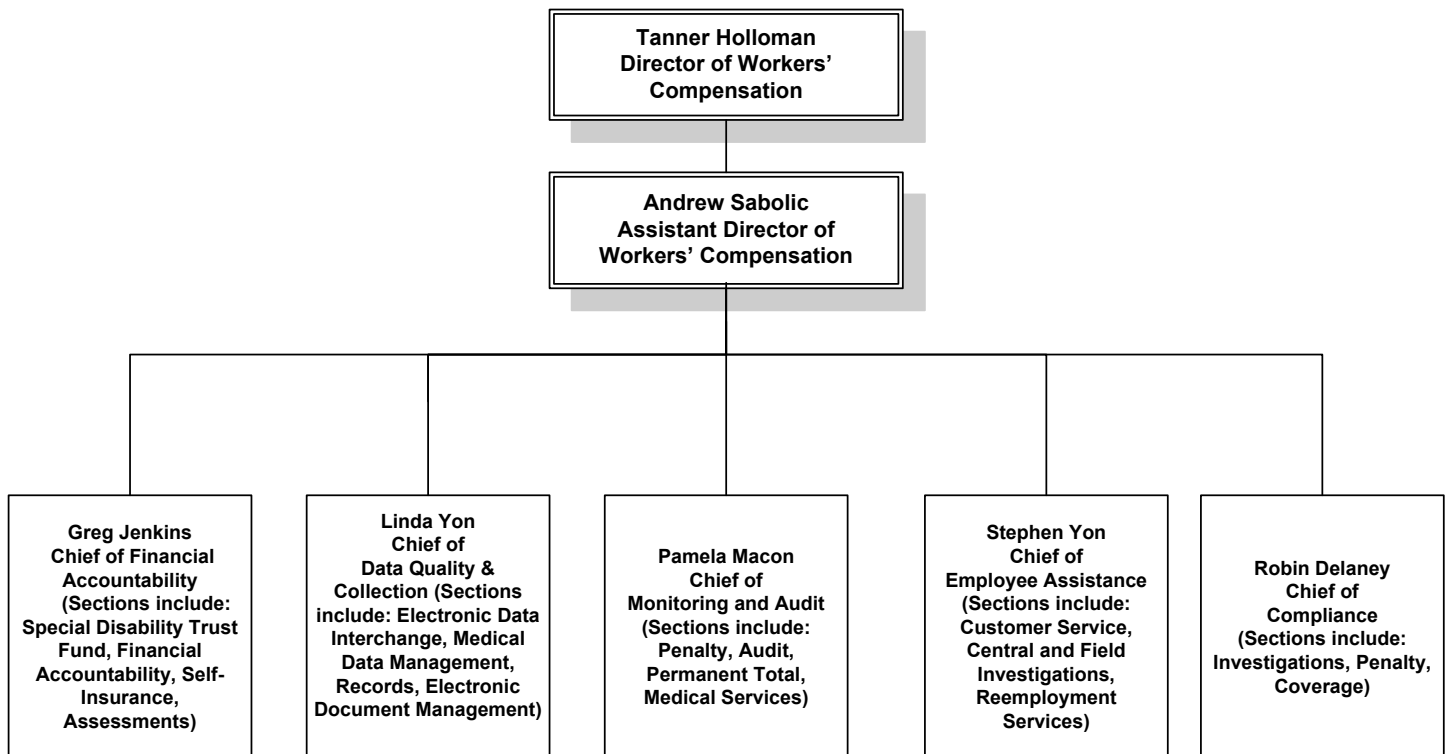 Tanner Holloman
Director of Workers’
Compensation
Andrew Sabolic
Assistant Director of
Workers’ Compensation
Greg Jenkins
Chief of Financial
Accountability
(Sections include:
Special Disability Trust
Fund, Financial
Accountability, Self-
Insurance,
Assessments)
Linda Yon
Chief of
Data Quality &
Collection (Sections
include: Electronic Data
Interchange, Medical
Data Management,
Records, Electronic
Document Management)
Pamela Macon
Chief of
Monitoring and Audit
(Sections include:
Penalty, Audit,
Permanent Total,
Medical Services)
Stephen Yon
Chief of
Employee Assistance
(Sections include:
Customer Service,
Central and Field
Investigations,
Reemployment
Services)
Robin Delaney
Chief of
Compliance
(Sections include:
Investigations, Penalty,
Coverage)